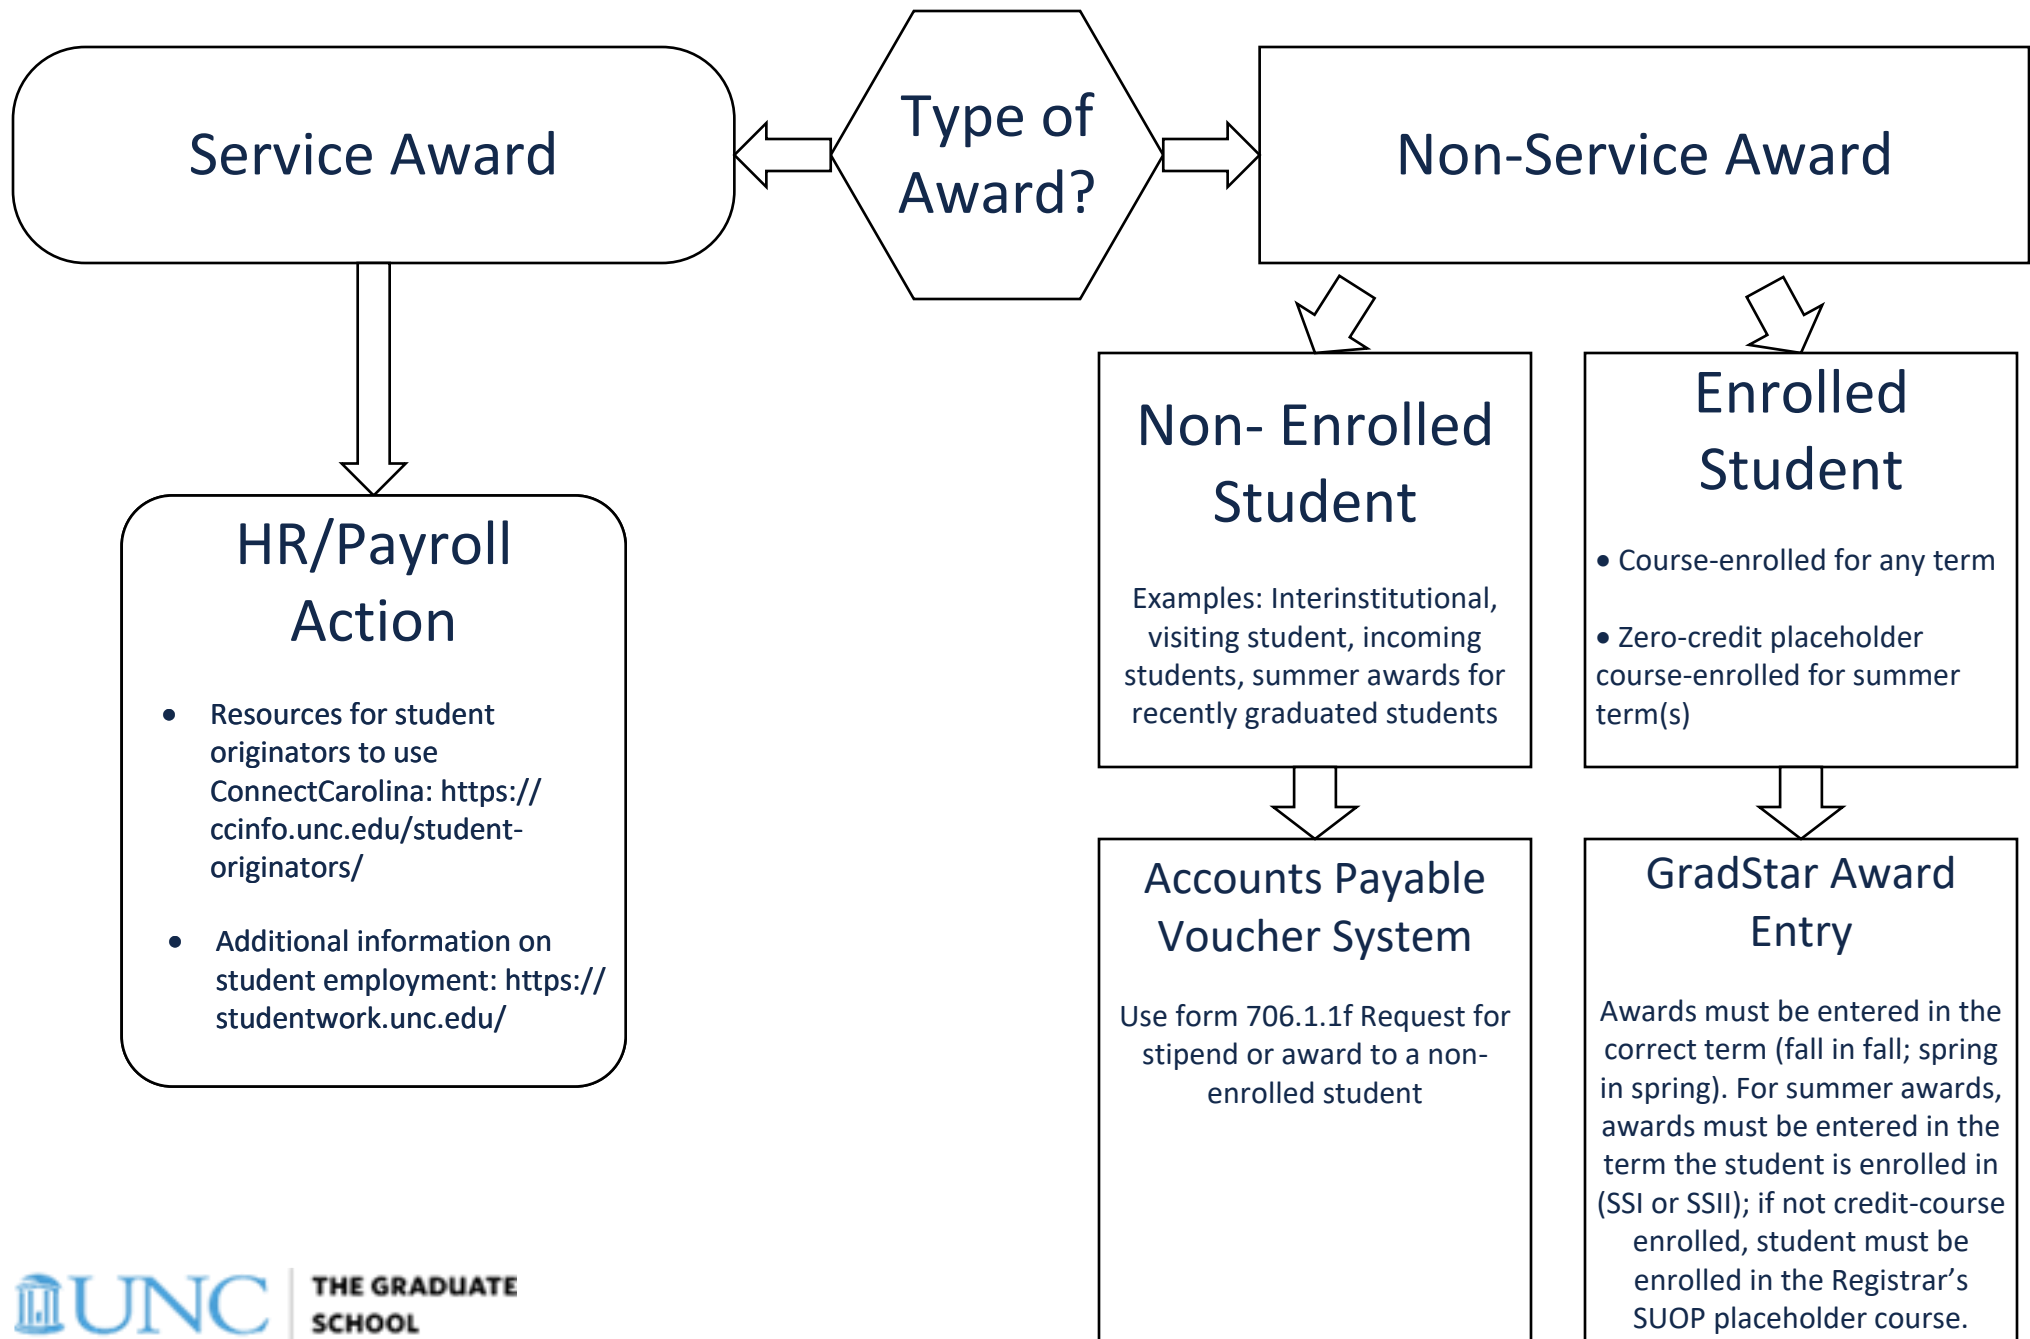 Service Award
Type of
Award?
Non-Service Award
HR/Payroll
Action
• Resources for student
originators to use
ConnectCarolina: https://
ccinfo.unc.edu/student-
originators/
• Additional information on
student employment: https://
studentwork.unc.edu/
Non- Enrolled
Student
Examples: Interinstitutional,
visiting student, incoming
students, summer awards for
recently graduated students
Enrolled
Student
• Course-enrolled for any term
• Zero-credit placeholder
course-enrolled for summer
term(s)
Accounts Payable
Voucher System
Use form 706.1.1f Request for
stipend or award to a non-
enrolled student
GradStar Award
Entry
Awards must be entered in the
correct term (fall in fall; spring
in spring). For summer awards,
awards must be entered in the
term the student is enrolled in
(SSI or SSII); if not credit-course
enrolled, student must be
enrolled in the Registrar’s
SUOP placeholder course.
UNC
THE GRADUATE
SCHOOL